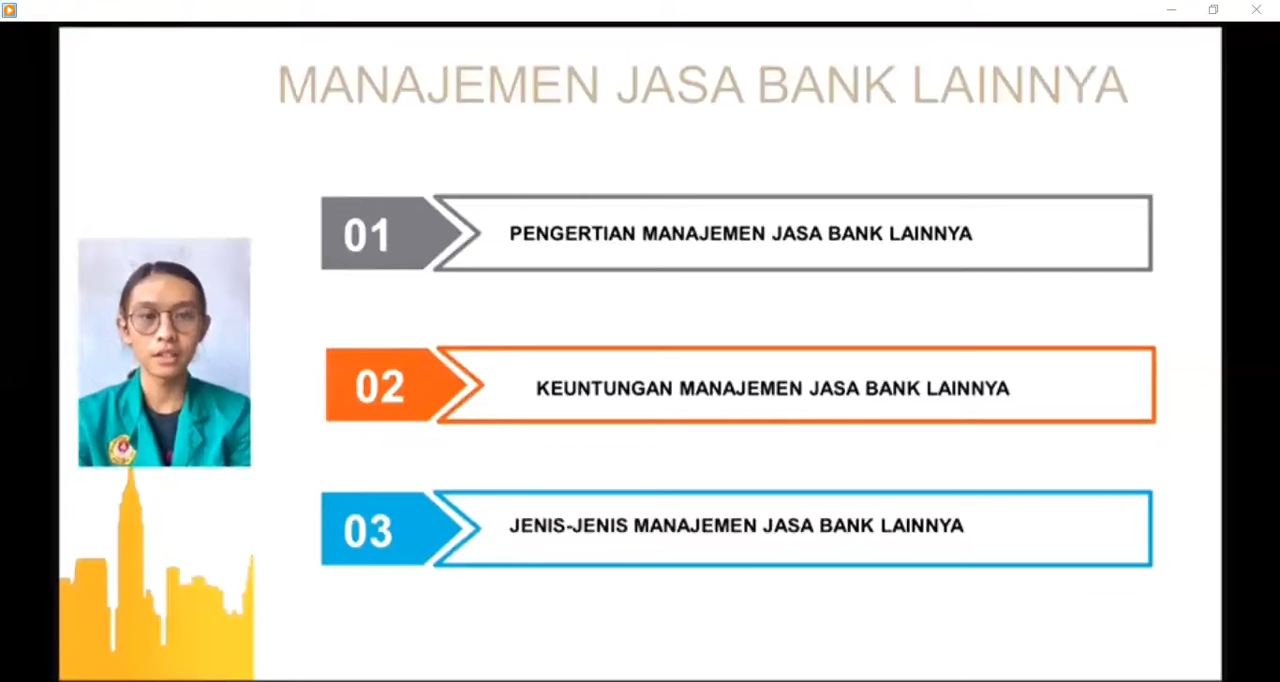 MANAJEMEN JASA BANK LAINNYA
01
PENGERTIAN MANAJEMEN JASA BANK LAINNYA
02
KEUNTUNGAN MANAJEMEN JASA BANK LAINNYA
03
JENIS-JENIS MANAJEMEN JASA BANK LAINNYA